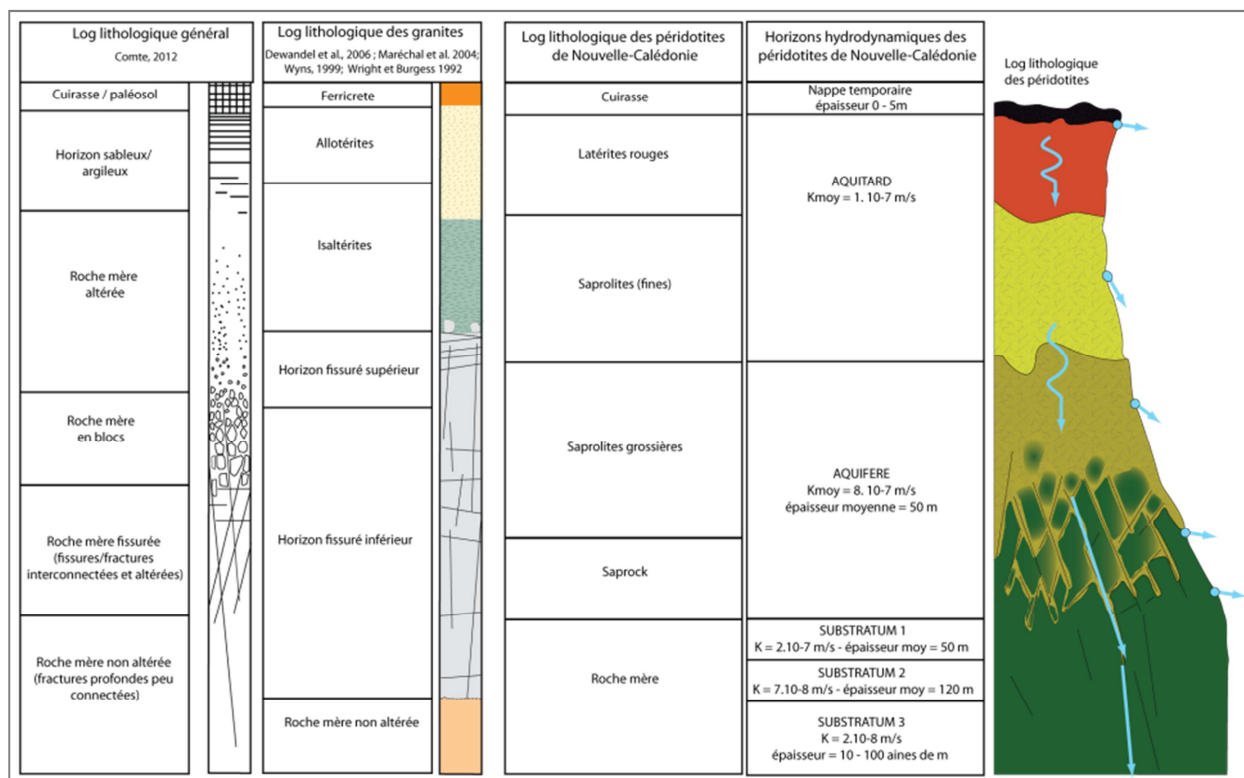 Log lithologique général
Comte, 2012
Cuirasse / paléosol
Horizon sableux/
argileux
Roche mère
altérée
Roche mère
en blocs
Roche mère fissurée
(fissures/fractures
interconnectées et altérées)
Roche mère non altérée
(fractures profondes peu
connectées)
Log lithologique des granites
Dewandel et al., 2006 ; Maréchal et al. 2004;
Wyns, 1999; Wright et Burgess 1992
Ferricrete
Allotérites
Isaltérites
Horizon fissuré supérieur
Horizon fissuré inférieur
Roche mère non altérée
Log lithologique des péridotites
de Nouvelle-Calédonie
Cuirasse
Latérites rouges
Saprolites (fines)
Saprolites grossières
Saprock
Roche mère
Horizons hydrodynamiques des
péridotites de Nouvelle-Calédonie
Nappe temporaire
épaisseur 0 - 5m
AQUITARD
Kmoy = 1. 10-7 m/s
AQUIFERE
Kmoy = 8. 10-7 m/s
épaisseur moyenne = 50 m
SUBSTRATUM 1
K = 2.10-7 m/s - épaisseur moy = 50 m
SUBSTRATUM 2
K = 7.10-8 m/s - épaisseur moy = 120 m
SUBSTRATUM 3
K = 2.10-8 m/s
épaisseur = 10 - 100 aines de m
Log lithologique
des péridotites